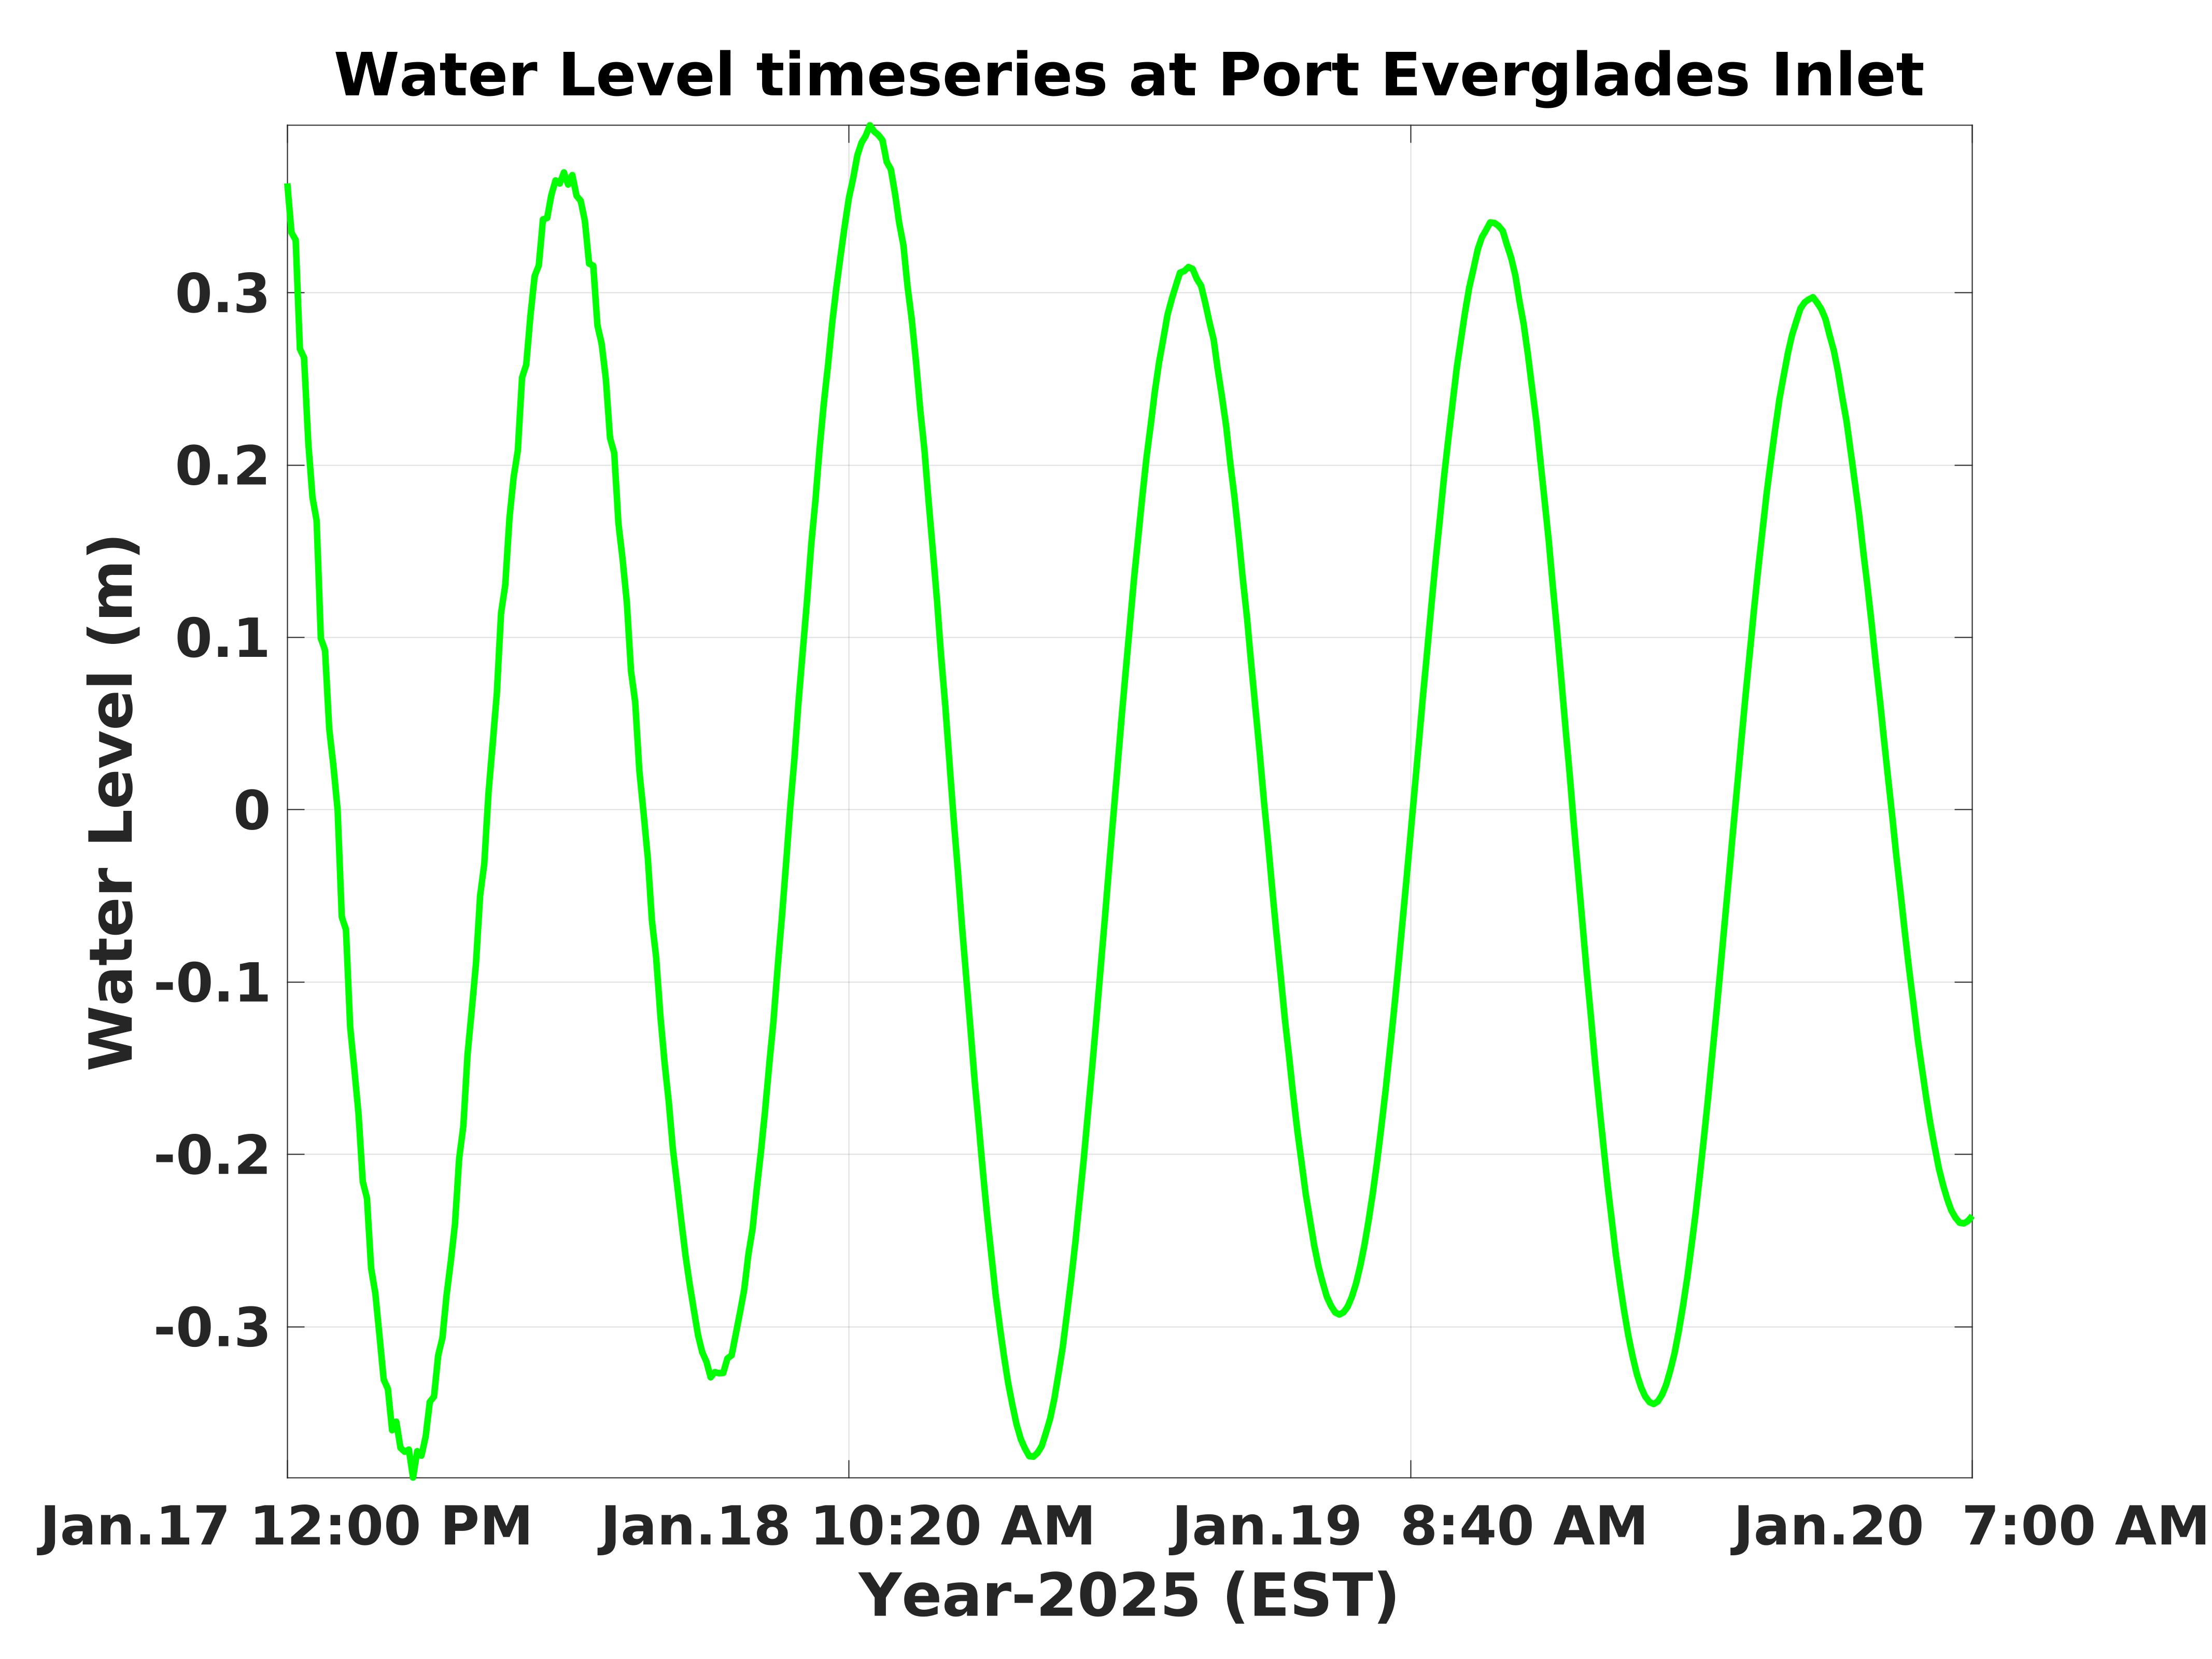 Water Level timeseries at Port Everglades Inlet
Water Level (m)
0.3
0.2
0.1
0
-0.1
-0.2
-0.3
Jan.17 12:00 PM Jan.18 10:20 AM Jan.19 8:40 AM Jan.20 7:00 AM
Year-2025 (EST)